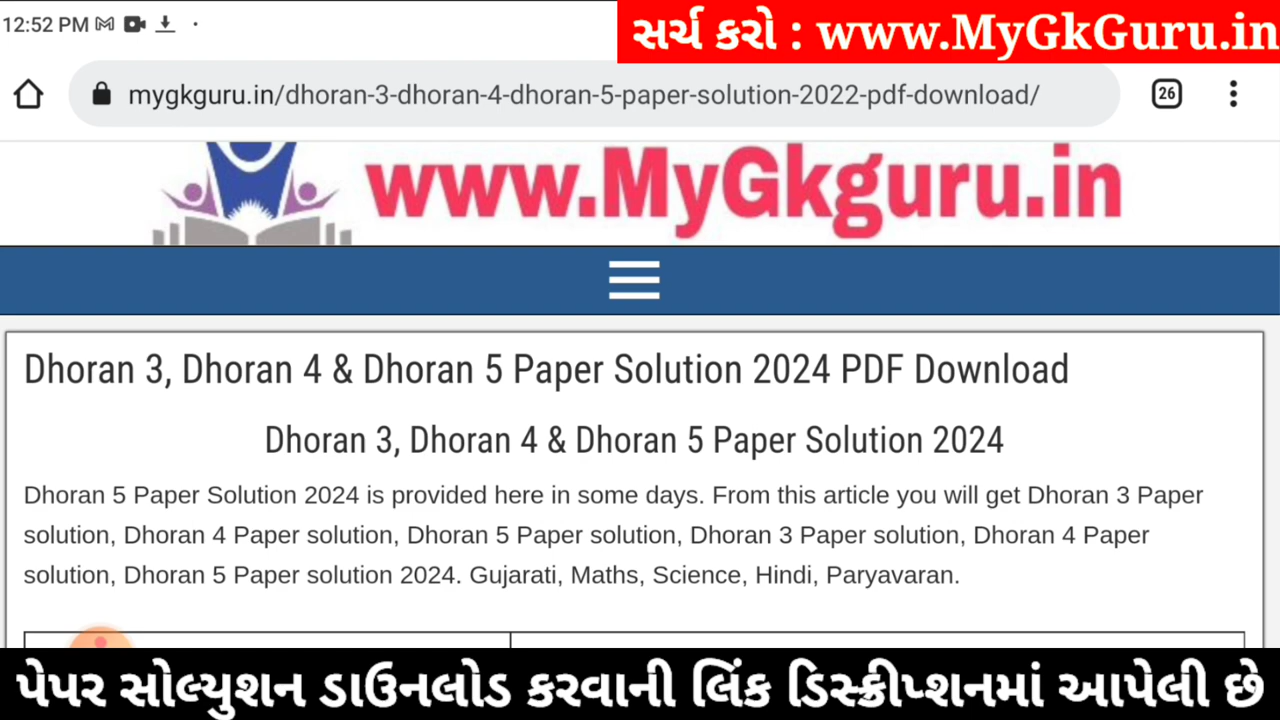 12:52 PM
સર્ચ કરો : www.MyGkGuru.in
mygkguru.in/dhoran-3-dhoran-4-dhoran-5-paper-solution-2022-pdf-download/
26
www.MyGkguru.in
Dhoran 3, Dhoran 4 & Dhoran 5 Paper Solution 2024 PDF Download
Dhoran 3, Dhoran 4 & Dhoran 5 Paper Solution 2024
Dhoran 5 Paper Solution 2024 is provided here in some days. From this article you will get Dhoran 3 Paper
solution, Dhoran 4 Paper solution, Dhoran 5 Paper solution, Dhoran 3 Paper solution, Dhoran 4 Paper
solution, Dhoran 5 Paper solution 2024. Gujarati, Maths, Science, Hindi, Paryavaran.
પેપર સોલ્યુશન ડાઉનલોડ કરવાની લિંક ડિસ્ક્રીપ્શનમાં આપેલી છે